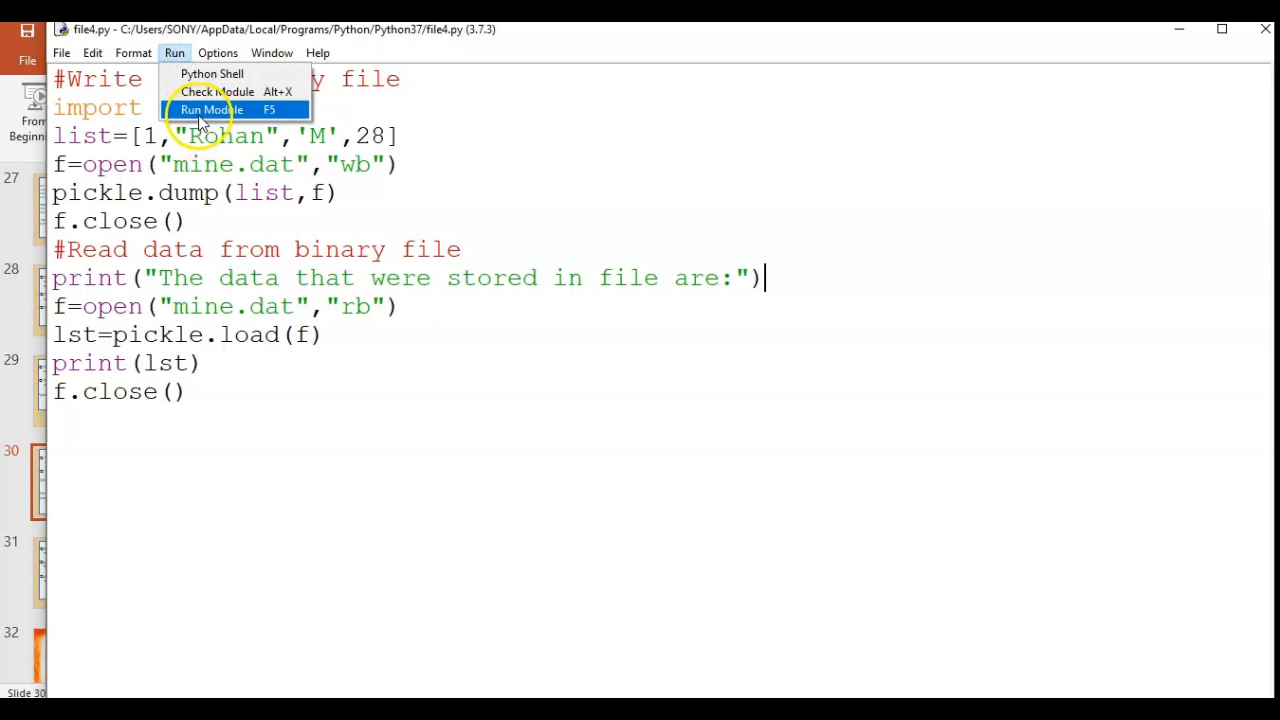 file4.py - C:/Users/SONY/AppData/Local/Programs/Python/Python37/file4.py (3.7.3)
File Edit Format Run Options Window Help
File
Python Shell
Check Module Alt+X
Run Module F5
From
Beginni
#Write y file
import
list=[1,"Rohan",'M',28]
f=open("mine.dat","wb")
pickle.dump(list,f)
f.close()
#Read data from binary file
print("The data that were stored in file are:")
f=open("mine.dat","rb")
lst=pickle.load(f)
print(lst)
f.close()
27
28
29
30
31
32
Slide 30